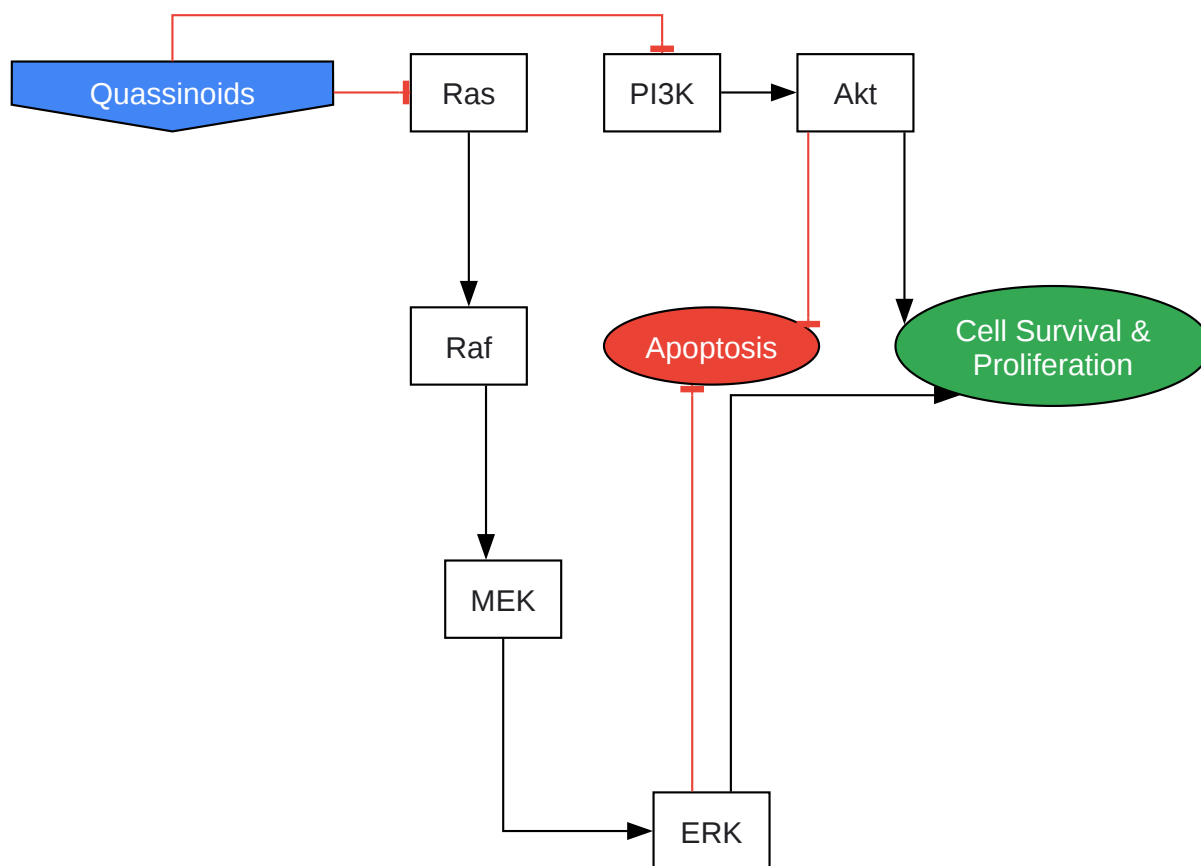 Quassinoids
Ras
PI3K
Akt
Raf
Apoptosis
Cell Survival &
Proliferation
MEK
ERK